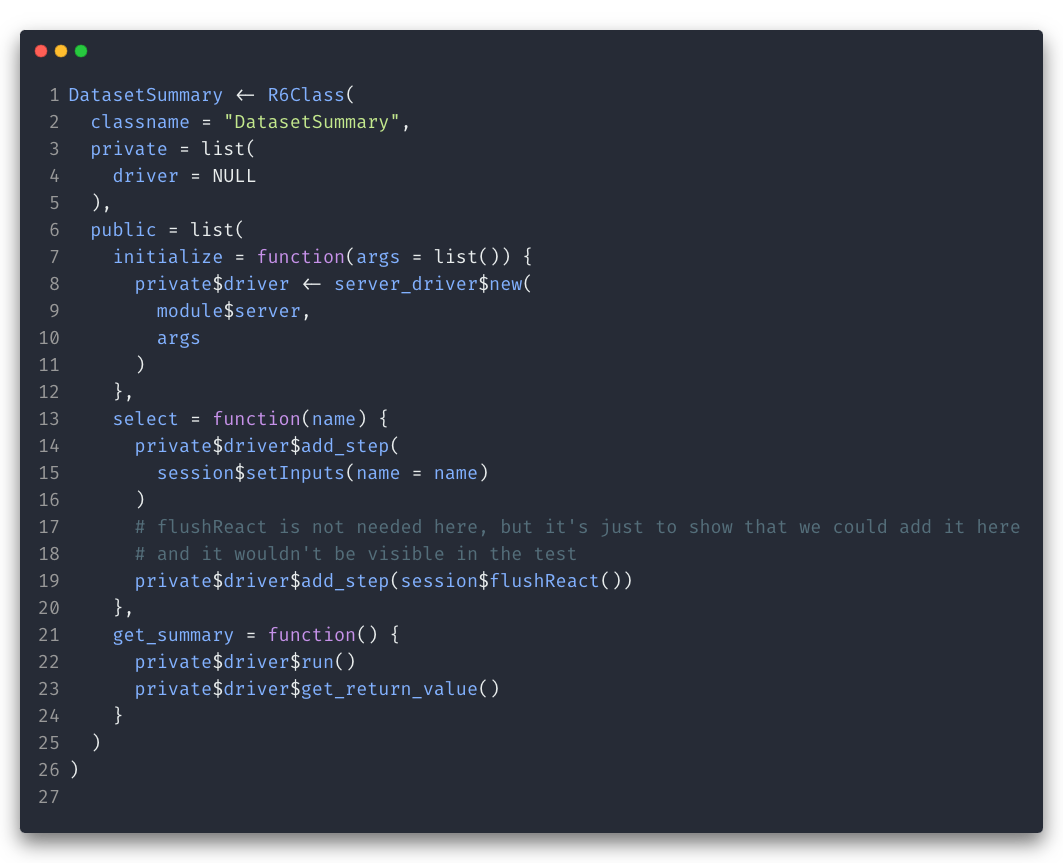 1 DatasetSummary <- R6Class(
2   classname = "DatasetSummary",
3   private = list(
4     driver = NULL
5   ),
6   public = list(
7     initialize = function(args = list()) {
8       private$driver <- server_driver$new(
9         module$server,
10         args
11       )
12     },
13     select = function(name) {
14       private$driver$add_step(
15         session$setInputs(name = name)
16       )
17       # flushReact is not needed here, but it's just to show that we could add it here
18       # and it wouldn't be visible in the test
19       private$driver$add_step(session$flushReact())
20     },
21     get_summary = function() {
22       private$driver$run()
23       private$driver$get_return_value()
24     }
25   )
26 )
27